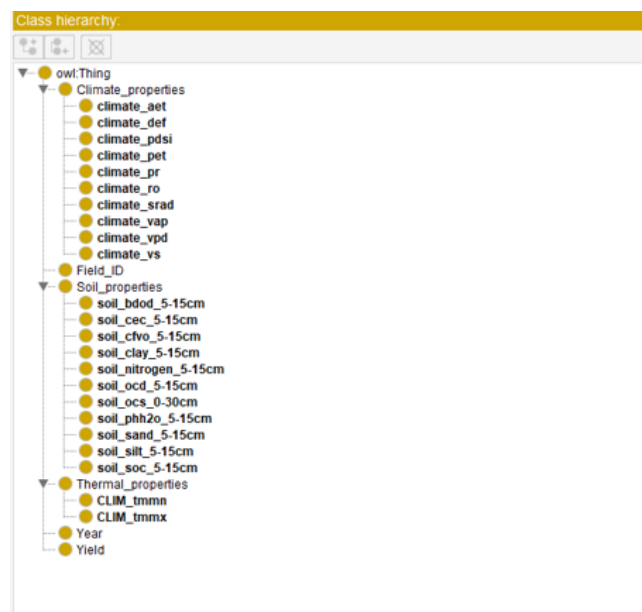 Class hierarchy:
owl:Thing
Climate_properties
climate_aet
climate_def
climate_pdsi
climate_pet
climate_pr
climate_ro
climate_srad
climate_vap
climate_vpd
climate_vs
Field_ID
Soil_properties
soil_bdod_5-15cm
soil_cec_5-15cm
soil_cfvo_5-15cm
soil_clay_5-15cm
soil_nitrogen_5-15cm
soil_ocd_5-15cm
soil_ocs_0-30cm
soil_phh2o_5-15cm
soil_sand_5-15cm
soil_silt_5-15cm
soil_soc_5-15cm
Thermal_properties
CLIM_tmmn
CLIM_tmmx
Year
Yield